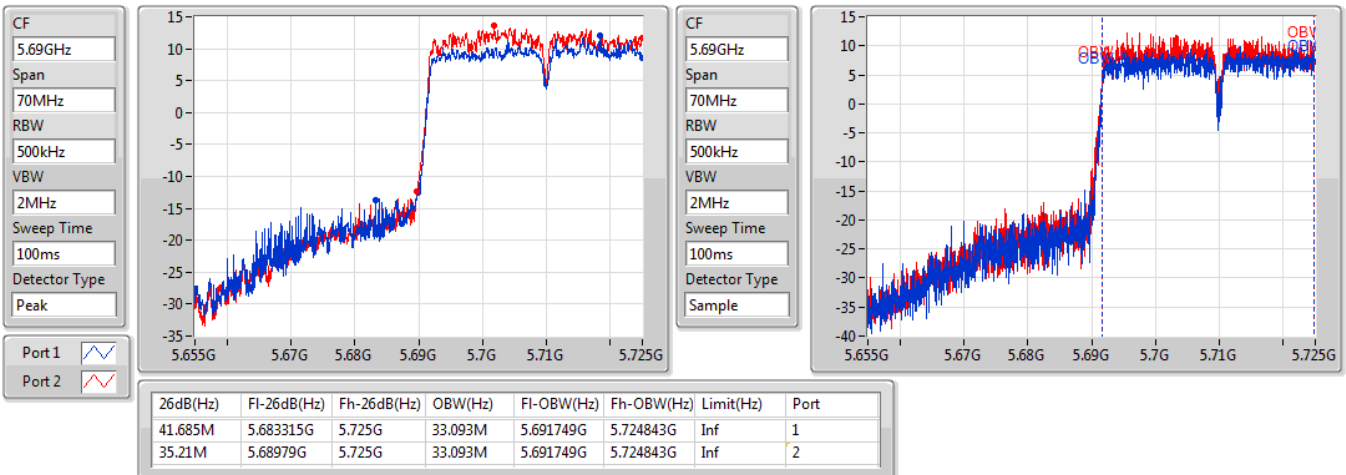 CF
5.69GHz
Span
70MHz
RBW
500kHz
VBW
2MHz
Sweep Time
100ms
Detector Type
Peak
Port 1
Port 2
15
10
5
0
-5
-10
-15
-20
-25
-30
-35
5.655G 5.67G 5.68G 5.69G 5.7G 5.71G 5.725G
CF
5.69GHz
Span
70MHz
RBW
500kHz
VBW
2MHz
Sweep Time
100ms
Detector Type
Sample
15
10
5
0
-5
-10
-15
-20
-25
-30
-35
-40
5.655G 5.67G 5.68G 5.69G 5.7G 5.71G 5.725G
26dB(Hz) Fl-26dB(Hz) Fh-26dB(Hz) OBW(Hz) Fl-OBW(Hz) Fh-OBW(Hz) Limit(Hz) Port
41.685M 5.683315G 5.725G 33.093M 5.691749G 5.724843G Inf 1
35.21M 5.68979G 5.725G 33.093M 5.691749G 5.724843G Inf 2